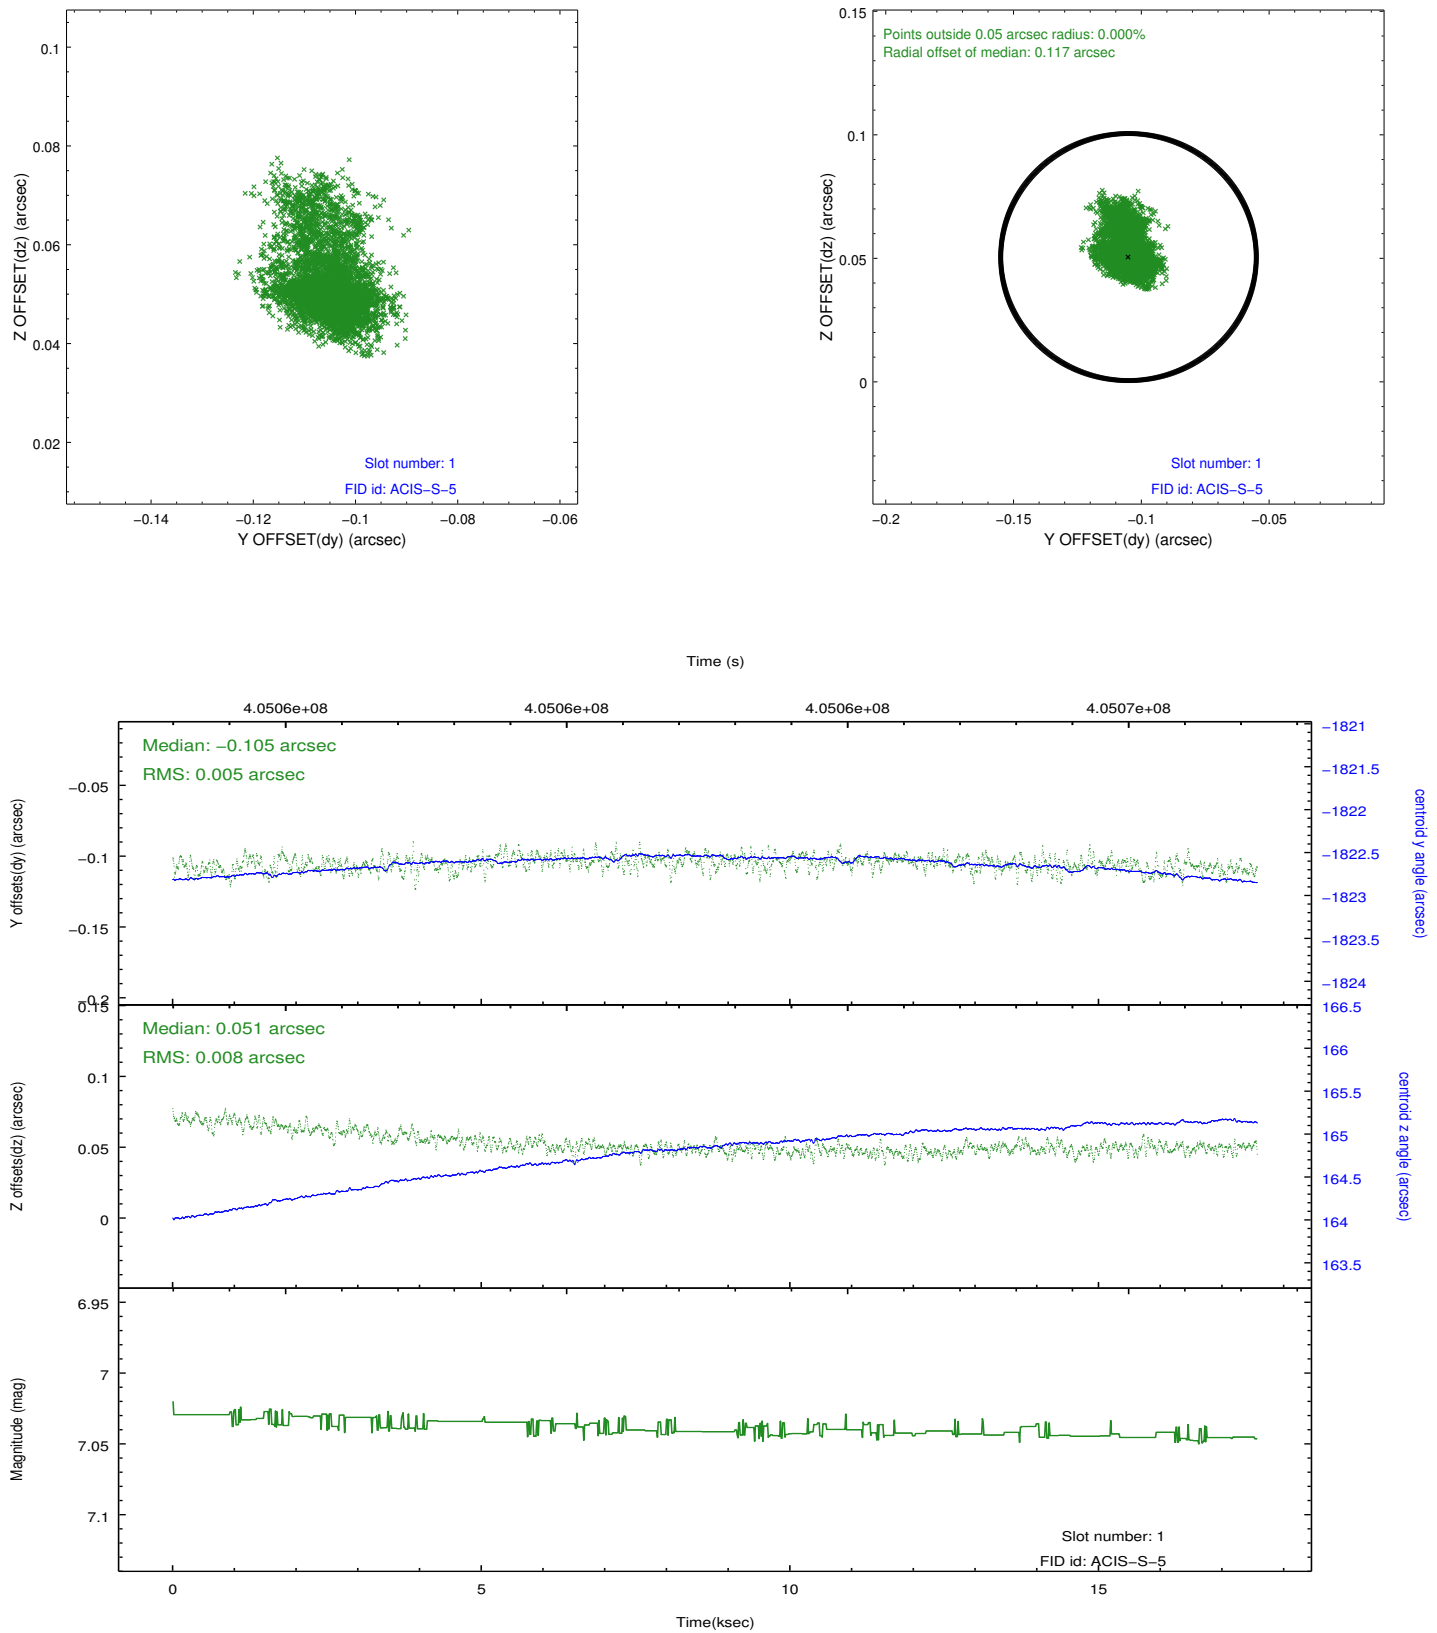 0.1
0.08
0.06
0.04
0.02
Z OFFSET(dz) (arcsec)
Slot number: 1
FID id: ACIS−S−5
−0.14 −0.12 −0.1 −0.08 −0.06
Y OFFSET(dy) (arcsec)
0.15
0.1
0.05
0
Z OFFSET(dz) (arcsec)
Points outside 0.05 arcsec radius: 0.000%
Radial offset of median: 0.117 arcsec
Slot number: 1
FID id: ACIS−S−5
−0.2 −0.15 −0.1 −0.05
Y OFFSET(dy) (arcsec)
Time (s)
4.0506e+08 4.0506e+08 4.0506e+08 4.0507e+08
Median: −0.105 arcsec
RMS: 0.005 arcsec
−0.05
−0.1
−0.15
−0.2
Y offsets(dy) (arcsec)
−1821
−1821.5
−1822
−1822.5
−1823
−1823.5
−1824
centroid y angle (arcsec)
Median: 0.051 arcsec
RMS: 0.008 arcsec
0.15
0.1
0.05
0
Z offsets(dz) (arcsec)
166.5
166
165.5
165
164.5
164
163.5
centroid z angle (arcsec)
6.95
7
7.05
7.1
Magnitude (mag)
Slot number: 1
FID id: ACIS−S−5
0 5 10 15
Time(ksec)